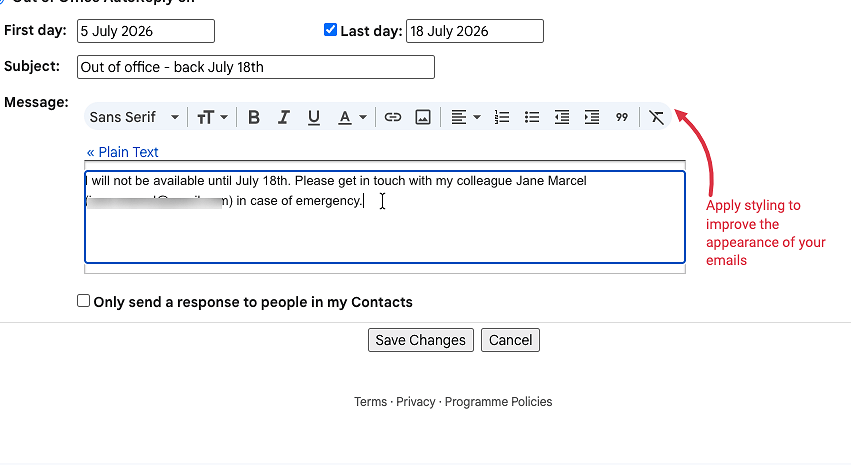 Out of Office AutoReply on
First day: 5 July 2026 Last day: 18 July 2026
Subject: Out of office - back July 18th
Message:
Sans Serif
« Plain Text
I will not be available until July 18th. Please get in touch with my colleague Jane Marcel
) in case of emergency.
Apply styling to
improve the
appearance of your
emails
Only send a response to people in my Contacts
Save Changes Cancel
Terms · Privacy · Programme Policies